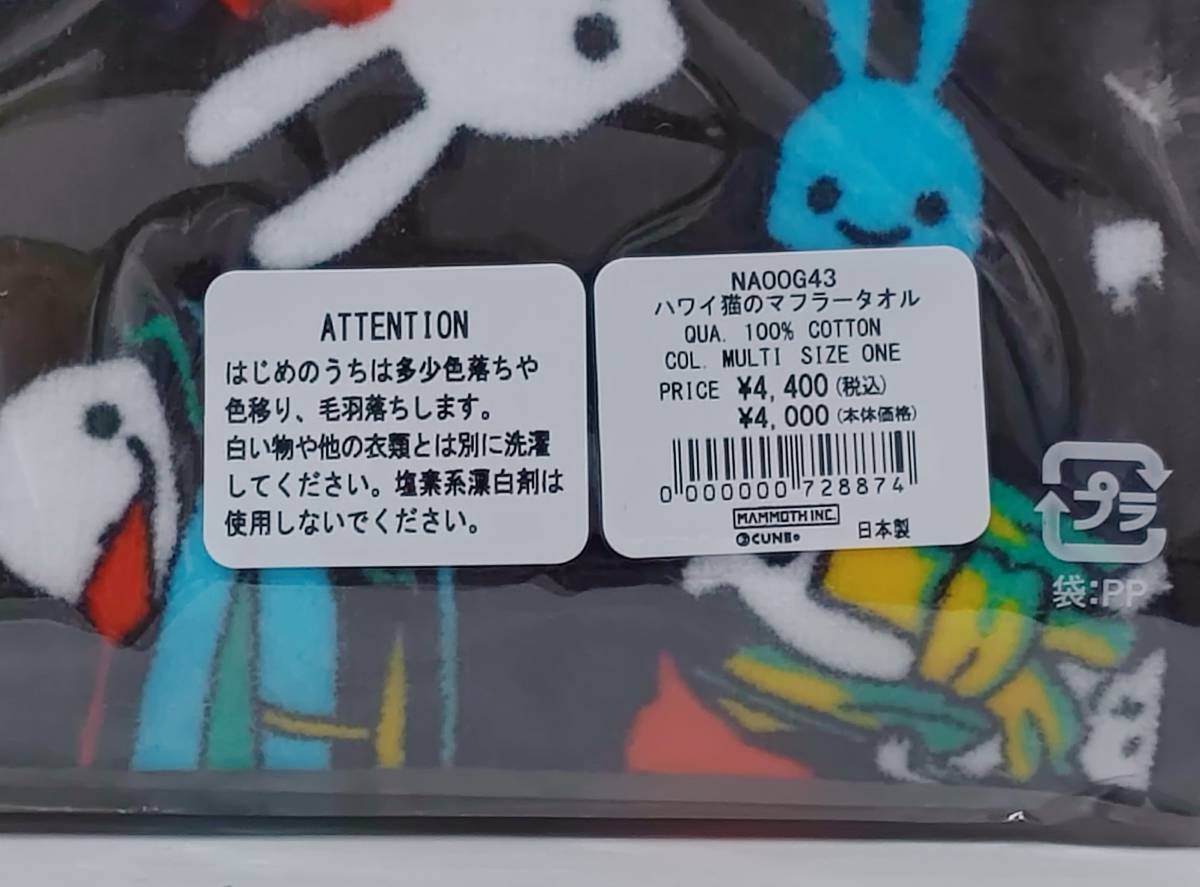 ATTENTION
はじめのうちは多少色落ちや
色移り、毛羽落ちします。
白い物や他の衣類とは別に洗濯
してください。塩素系漂白剤は
使用しないでください。
NA00G43
ハワイ猫のマフラータオル
QUA. 100% COTTON
COL. MULTI SIZE ONE
PRICE ¥4,400(税込)
¥4,000(本体価格)
0 000000 728874
MAMMOTH INC.
CUNE
日本製
プラ
袋:PP